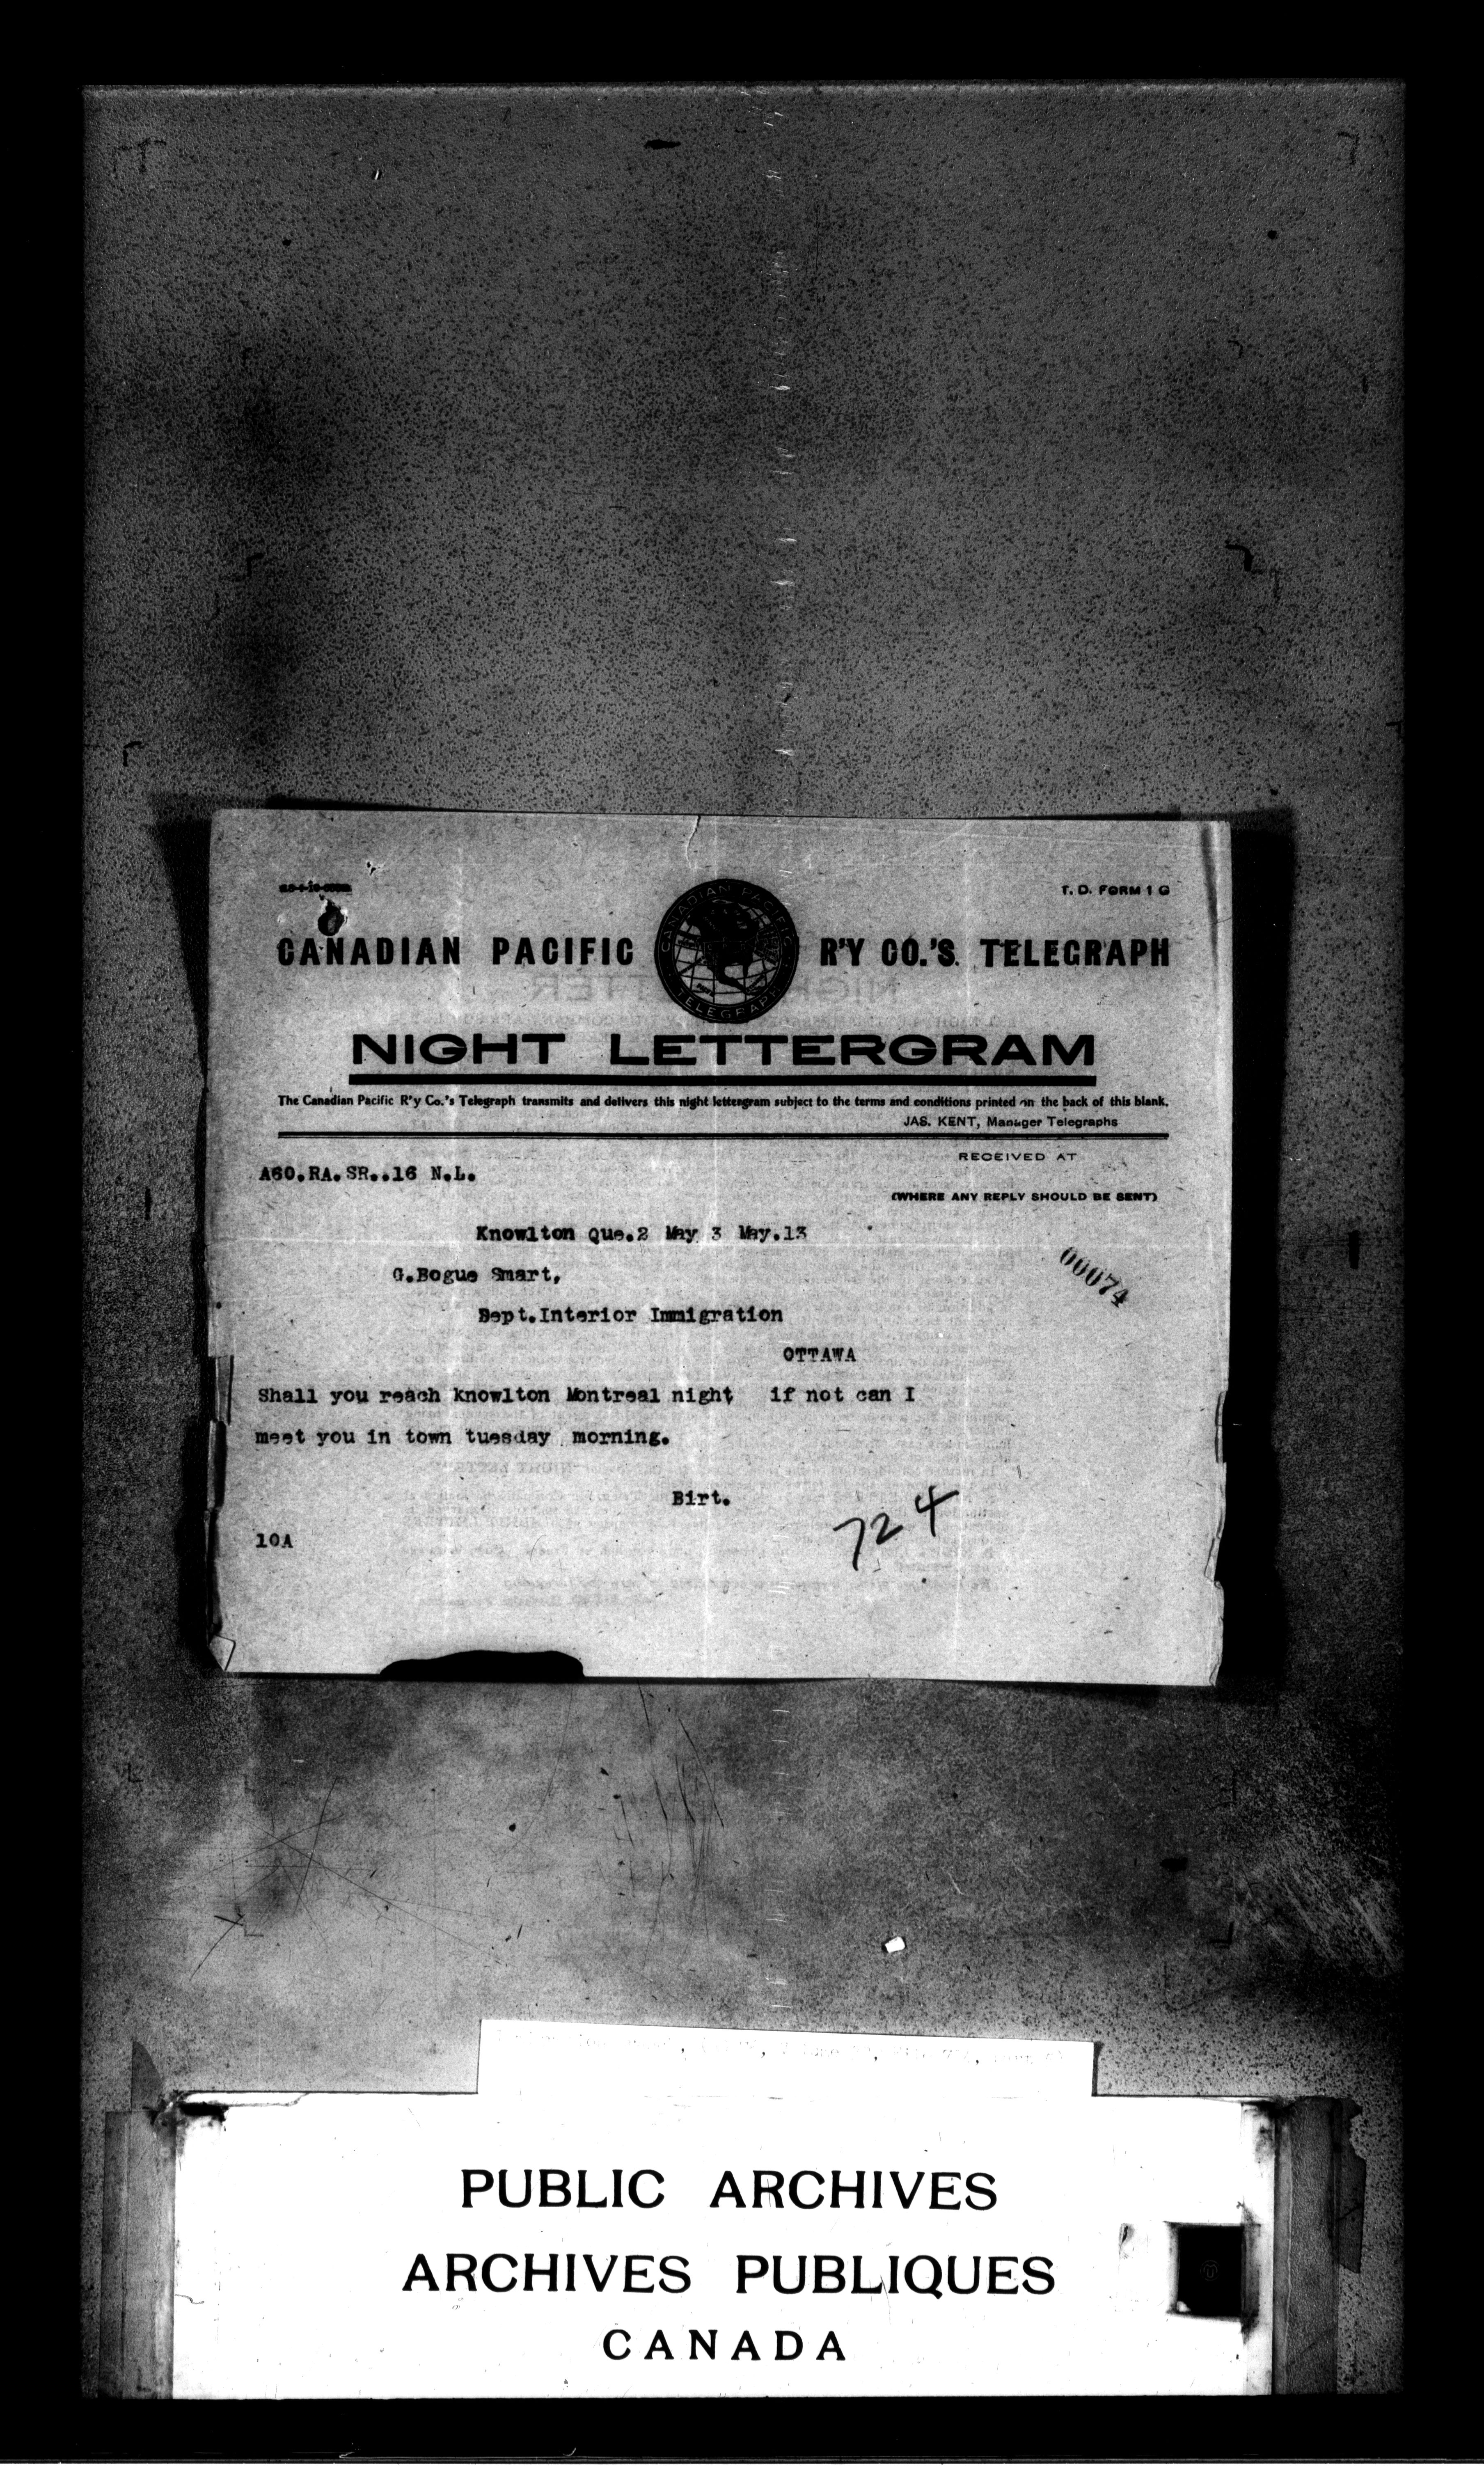 T. D. FORM 1 G
CANADIAN PACIFIC R'Y CO.'S. TELEGRAPH
CANADIAN PACIFIC TELEGRAPH
NIGHT LETTERGRAM
The Canadian Pacific R'y Co.'s Telegraph transmits and delivers this night lettergram subject to the terms and conditions printed on the back of this blank.
JAS. KENT, Manager Telegraphs
RECEIVED AT
A60.RA.SR..16 N.L.
(WHERE ANY REPLY SHOULD BE SENT)
Knowlton Que.2 May 3 May.13
00074
G.Bogue Smart,
Dept.Interior Immigration
OTTAWA
Shall you reach knowlton Montreal night if not can I
meet you in town tuesday morning.
Birt.
724
10A
PUBLIC ARCHIVES
ARCHIVES PUBLIQUES
CANADA